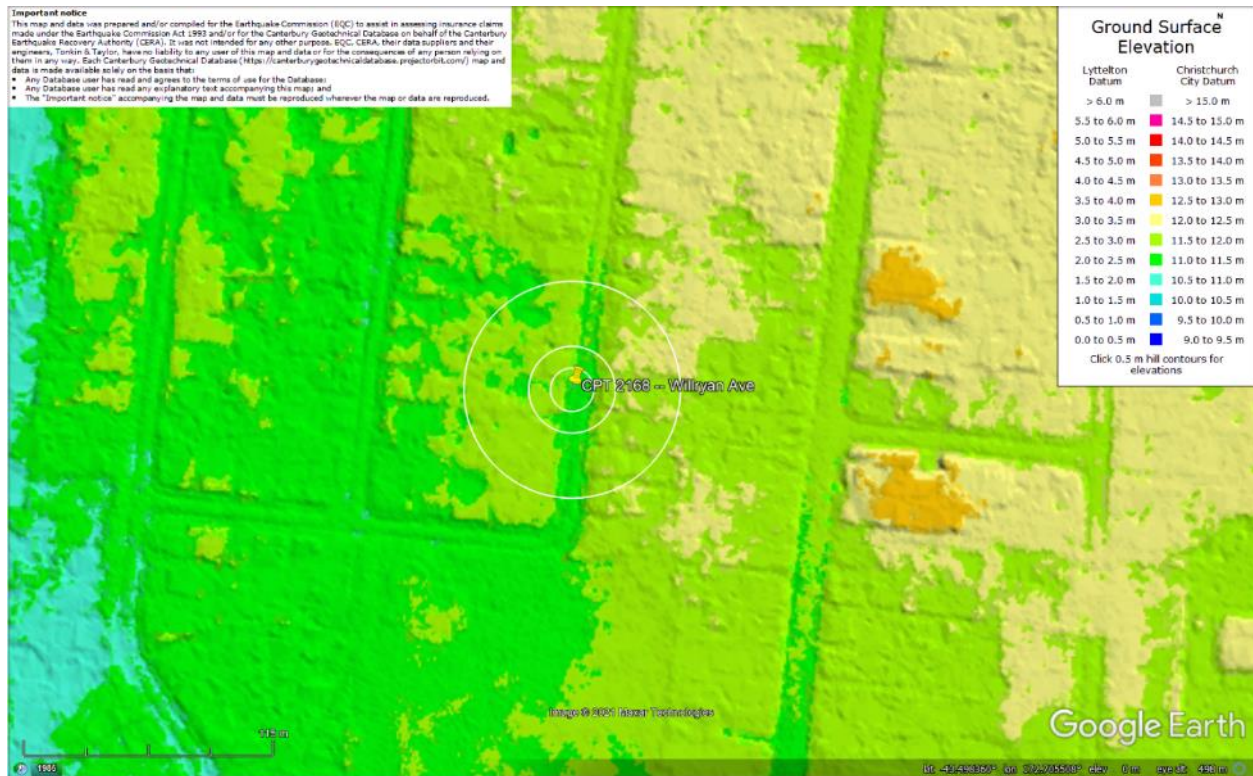 Important notice
This map and data was prepared and/or compiled for the Earthquake Commission (EQC) to assist in assessing insurance claims
made under the Earthquake Commission Act 1993 and/or for the Canterbury Geotechnical Database on behalf of the Canterbury
Earthquake Recovery Authority (CERA). It was not intended for any other purpose. EQC, CERA, their data suppliers and their
engineers, Tonkin & Taylor, have no liability to any user of this map and data or for the consequences of any person relying on
them in any way. Each Canterbury Geotechnical Database (https://canterburygeotechnicaldatabase.projectorbit.com/) map and
data is made available solely on the basis that:
• Any Database user has read and agrees to the terms of use for the Database;
• Any Database user has read any explanatory text accompanying this map; and
• The "Important notice" accompanying the map and data must be reproduced wherever the map or data are reproduced.
N
Ground Surface
Elevation
Lyttelton Christchurch
Datum City Datum
> 6.0 m > 15.0 m
5.5 to 6.0 m 14.5 to 15.0 m
5.0 to 5.5 m 14.0 to 14.5 m
4.5 to 5.0 m 13.5 to 14.0 m
4.0 to 4.5 m 13.0 to 13.5 m
3.5 to 4.0 m 12.5 to 13.0 m
3.0 to 3.5 m 12.0 to 12.5 m
2.5 to 3.0 m 11.5 to 12.0 m
2.0 to 2.5 m 11.0 to 11.5 m
1.5 to 2.0 m 10.5 to 11.0 m
1.0 to 1.5 m 10.0 to 10.5 m
0.5 to 1.0 m 9.5 to 10.0 m
0.0 to 0.5 m 9.0 to 9.5 m
Click 0.5 m hill contours for
elevations
CPT 2168 -- Willryan Ave
Image © 2021 Maxar Technologies
Google Earth
1985
lat lon elev 0 m eye alt 490 m